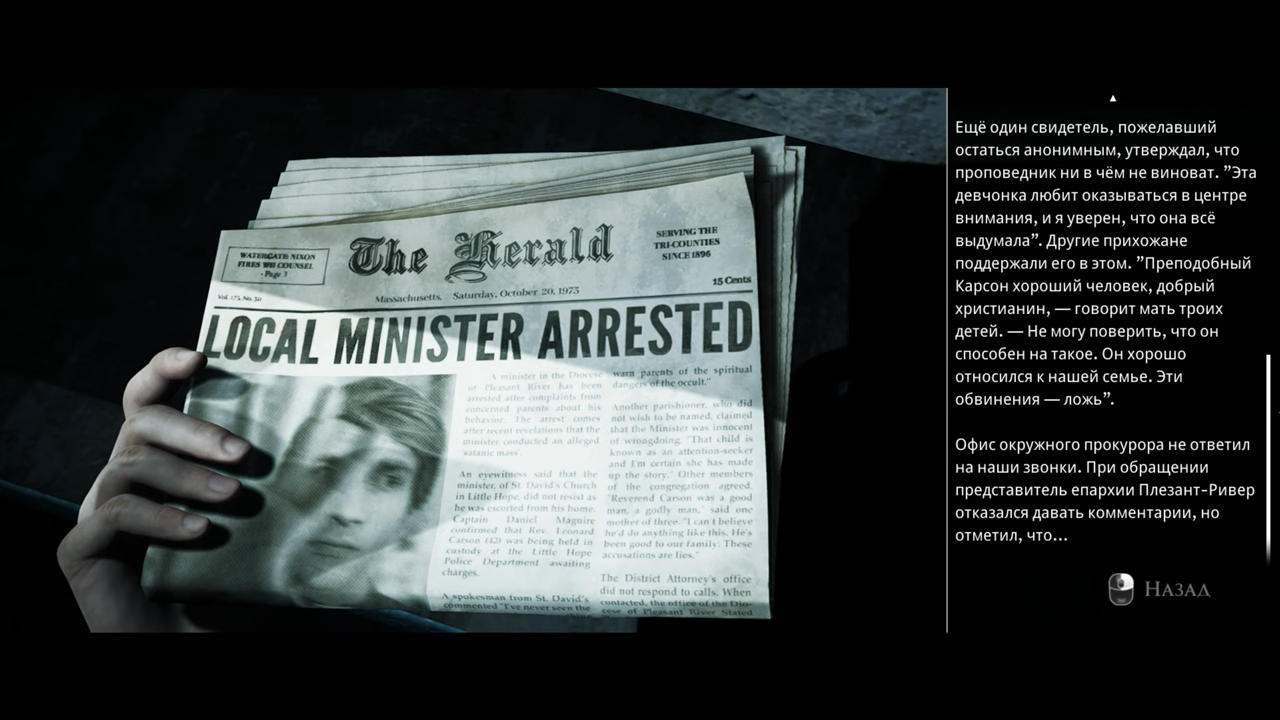 WATERGATE: NIXON
FIRES WH COUNSEL
- Page 3
The Herald
SERVING THE
TRI-COUNTIES
SINCE 1896
Vol. 175, No. 50
Massachusetts, Saturday, October 20, 1973
15 Cents
LOCAL MINISTER ARRESTED
A minister in the Diocese
of Pleasant River has been
arrested after complaints from
concerned parents about his
behavior. The arrest comes
after recent revelations that the
minister conducted an alleged
'satanic mass'.
An eyewitness said that the
minister, of St. David's Church
in Little Hope, did not resist as
he was escorted from his home.
Captain Daniel Maguire
confirmed that Rev. Leonard
Carson (42) was being held in
custody at the Little Hope
Police Department awaiting
charges.
A spokesman from St. David's
commented "I've never seen the
warn parents of the spiritual
dangers of the occult."
Another parishioner, who did
not wish to be named, claimed
that the Minister was innocent
of wrongdoing. "That child is
known as an attention-seeker
and I'm certain she has made
up the story." Other members
of the congregation agreed.
"Reverend Carson was a good
man, a godly man," said one
mother of three. "I can't believe
he'd do anything like this. He's
been good to our family. These
accusations are lies."
The District Attorney's office
did not respond to calls. When
contacted, the office of the Dio-
cese of Pleasant River Stated
Ещё один свидетель, пожелавший
остаться анонимным, утверждал, что
проповедник ни в чём не виноват. ”Эта
девчонка любит оказываться в центре
внимания, и я уверен, что она всё
выдумала”. Другие прихожане
поддержали его в этом. ”Преподобный
Карсон хороший человек, добрый
христианин, — говорит мать троих
детей. — Не могу поверить, что он
способен на такое. Он хорошо
относился к нашей семье. Эти
обвинения — ложь”.
Офис окружного прокурора не ответил
на наши звонки. При обращении
представитель епархии Плезант-Ривер
отказался давать комментарии, но
отметил, что...
Назад